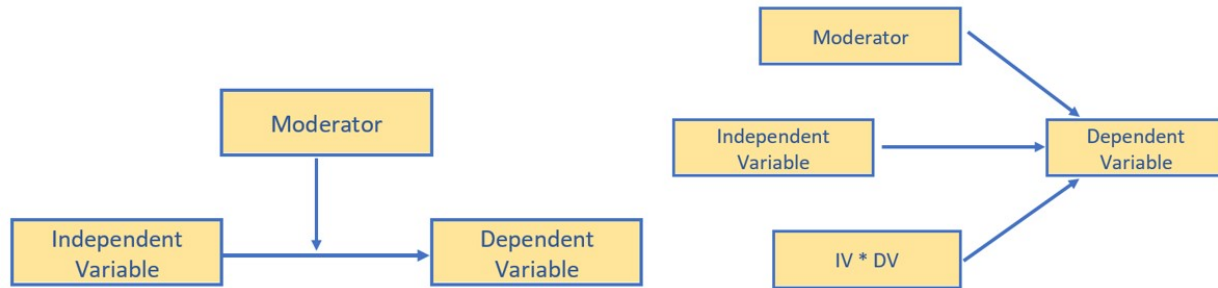 Moderator
Independent
Variable
Dependent
Variable
Moderator
Independent
Variable
Dependent
Variable
IV * DV